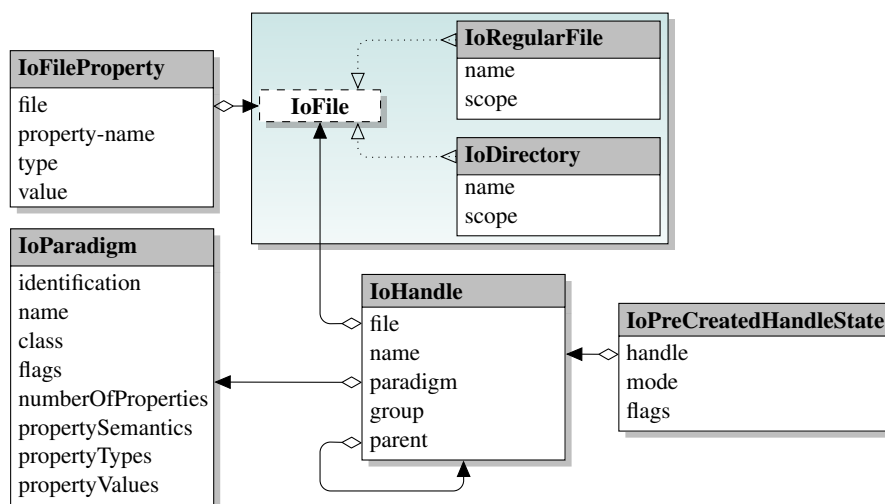 IoFileProperty
file
property-name
type
value
IoFile
IoRegularFile
name
scope
IoDirectory
name
scope
IoParadigm
identification
name
class
flags
numberOfProperties
propertySemantics
propertyTypes
propertyValues
IoHandle
file
name
paradigm
group
parent
IoPreCreatedHandleState
handle
mode
flags